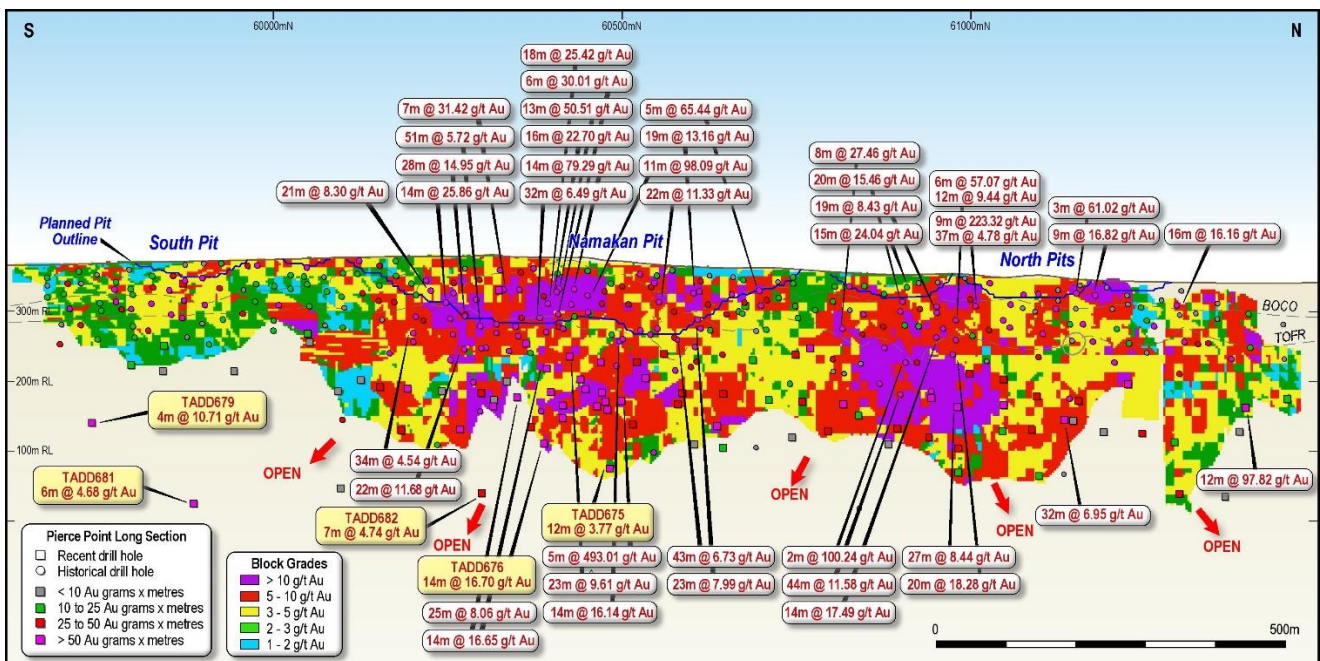 S
60000mN
60500mN
61000mN
N
18m @ 25.42 g/t Au
6m @ 30.01 g/t Au
7m @ 31.42 g/t Au
13m @ 50.51 g/t Au
5m @ 65.44 g/t Au
51m @ 5.72 g/t Au
16m @ 22.70 g/t Au
19m @ 13.16 g/t Au
8m @ 27.46 g/t Au
28m @ 14.95 g/t Au
14m @ 79.29 g/t Au
11m @ 98.09 g/t Au
20m @ 15.46 g/t Au
6m @ 57.07 g/t Au
12m @ 9.44 g/t Au
21m @ 8.30 g/t Au
14m @ 25.86 g/t Au
32m @ 6.49 g/t Au
22m @ 11.33 g/t Au
19m @ 8.43 g/t Au
9m @ 223.32 g/t Au
37m @ 4.78 g/t Au
3m @ 61.02 g/t Au
15m @ 24.04 g/t Au
9m @ 16.82 g/t Au
16m @ 16.16 g/t Au
Planned Pit
Outline
South Pit
Namakan Pit
North Pits
BOCO
300m RL
TOFR
200m RL
TADD679
4m @ 10.71 g/t Au
100m RL
OPEN
34m @ 4.54 g/t Au
22m @ 11.68 g/t Au
OPEN
12m @ 97.82 g/t Au
TADD681
6m @ 4.68 g/t Au
TADD682
7m @ 4.74 g/t Au
OPEN
TADD675
12m @ 3.77 g/t Au
OPEN
32m @ 6.95 g/t Au
OPEN
TADD676
14m @ 16.70 g/t Au
5m @ 493.01 g/t Au
43m @ 6.73 g/t Au
2m @ 100.24 g/t Au
27m @ 8.44 g/t Au
23m @ 9.61 g/t Au
23m @ 7.99 g/t Au
44m @ 11.58 g/t Au
20m @ 18.28 g/t Au
25m @ 8.06 g/t Au
14m @ 16.14 g/t Au
14m @ 17.49 g/t Au
14m @ 16.65 g/t Au
Pierce Point Long Section
Recent drill hole
Historical drill hole
< 10 Au grams x metres
10 to 25 Au grams x metres
25 to 50 Au grams x metres
> 50 Au grams x metres
Block Grades
> 10 g/t Au
5 - 10 g/t Au
3 - 5 g/t Au
2 - 3 g/t Au
1 - 2 g/t Au
0
500m